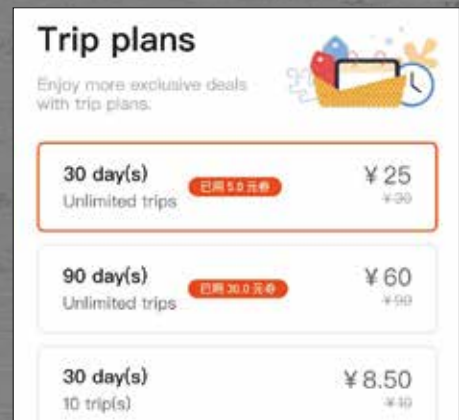 Trip plans
Enjoy more exclusive deals
with trip plans.
30 day(s)
已用 5.0 元券
¥ 25
Unlimited trips
¥ 30
90 day(s)
已用 30.0 元券
¥ 60
Unlimited trips
¥ 90
30 day(s)
¥ 8.50
10 trip(s)
¥ 10